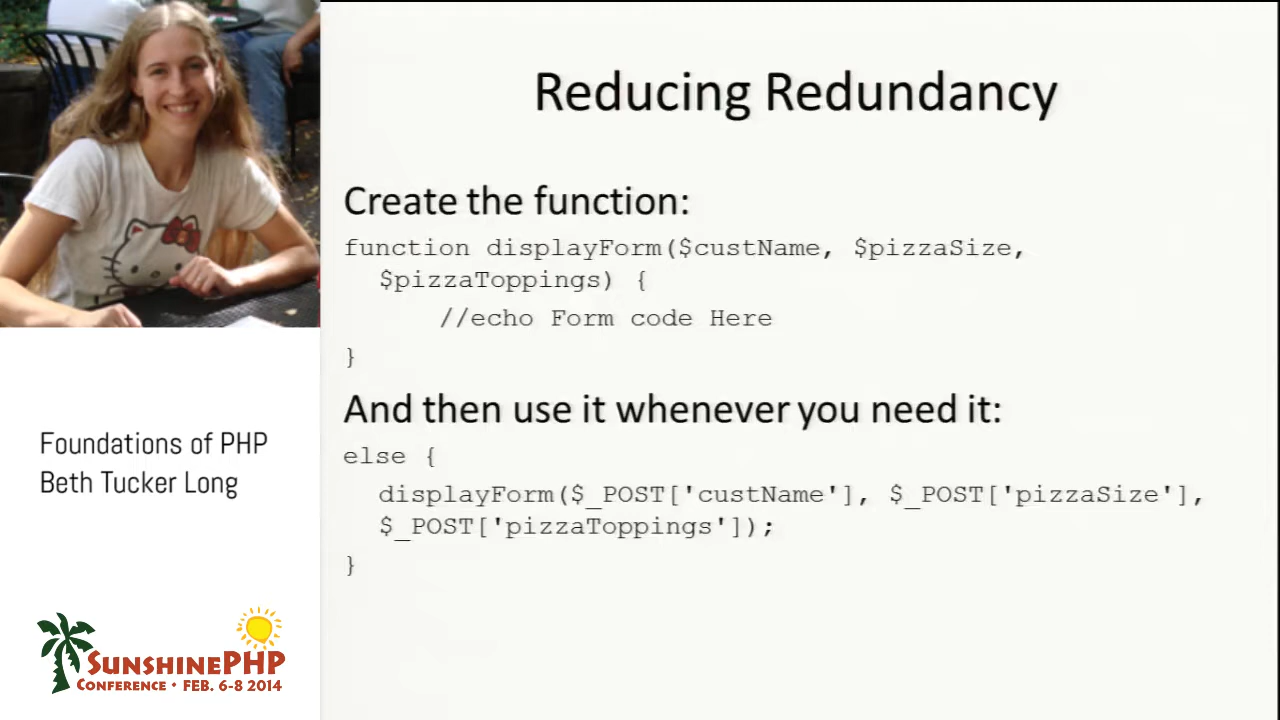 Reducing Redundancy
Create the function:
function displayForm($custName, $pizzaSize,
$pizzaToppings) {
//echo Form code Here
}
And then use it whenever you need it:
else {
displayForm($_POST['custName'], $_POST['pizzaSize'],
$_POST['pizzaToppings']);
}
Foundations of PHP
Beth Tucker Long
SUNSHINEPHP
CONFERENCE • FEB. 6-8 2014